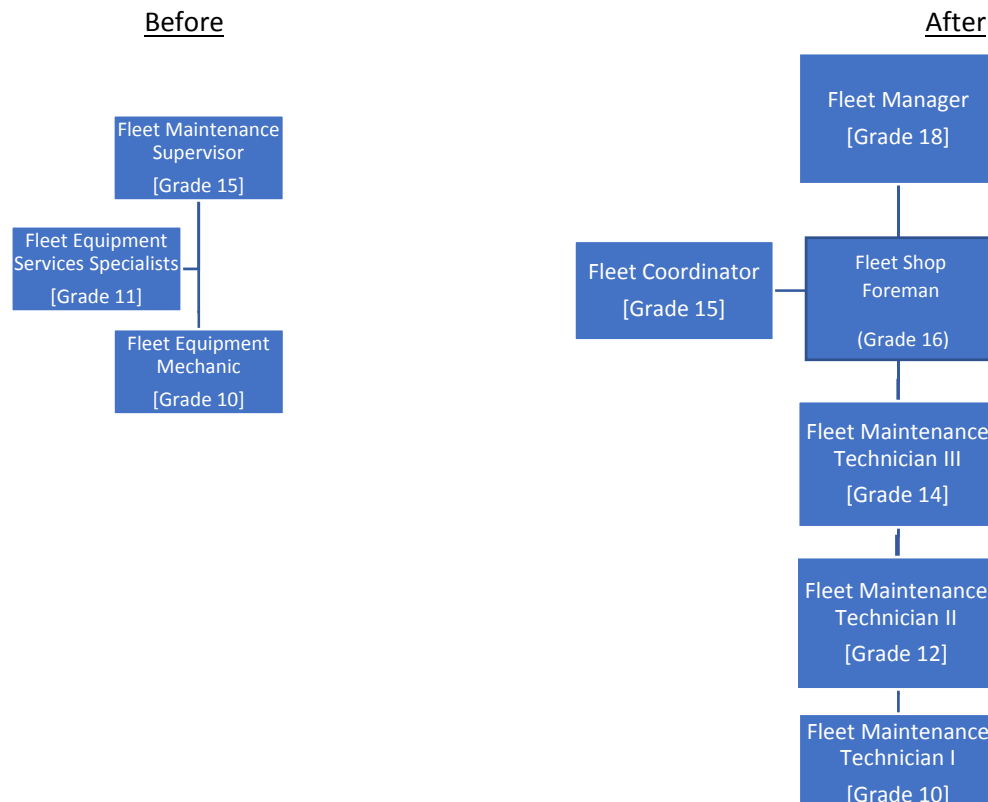 Before
After
Fleet Maintenance
Supervisor
[Grade 15]
Fleet Equipment
Services Specialists
[Grade 11]
Fleet Equipment
Mechanic
[Grade 10]
Fleet Manager
[Grade 18]
Fleet Coordinator
[Grade 15]
Fleet Shop
Foreman
(Grade 16)
Fleet Maintenance
Technician III
[Grade 14]
Fleet Maintenance
Technician II
[Grade 12]
Fleet Maintenance
Technician I
[Grade 10]